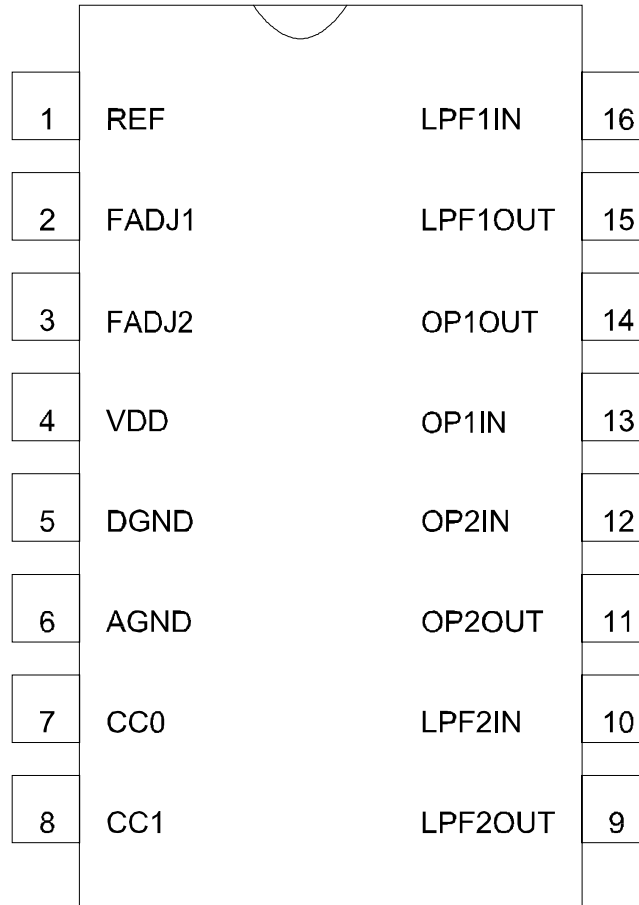 1 REF LPF1IN 16
2 FADJ1 LPF1OUT 15
3 FADJ2 OP1OUT 14
4 VDD OP1IN 13
5 DGND OP2IN 12
6 AGND OP2OUT 11
7 CC0 LPF2IN 10
8 CC1 LPF2OUT 9